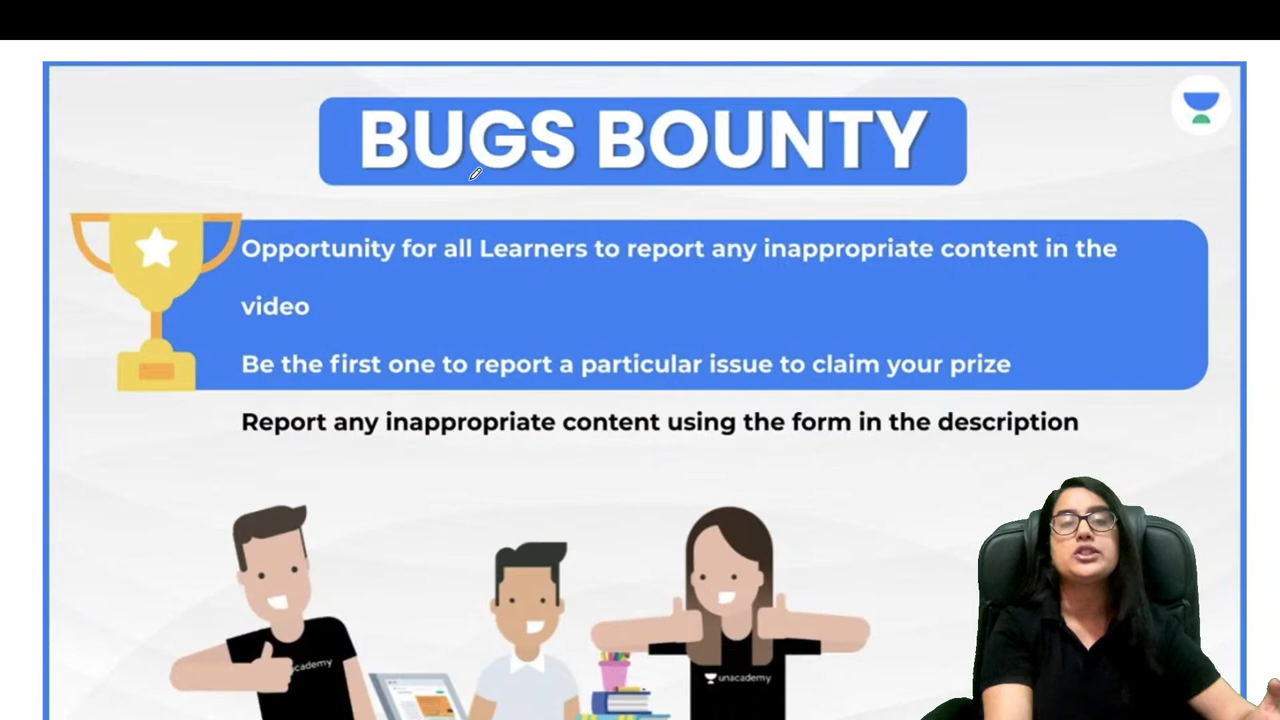 BUGS BOUNTY
Opportunity for all Learners to report any inappropriate content in the
video
Be the first one to report a particular issue to claim your prize
Report any inappropriate content using the form in the description
unacademy
unacademy